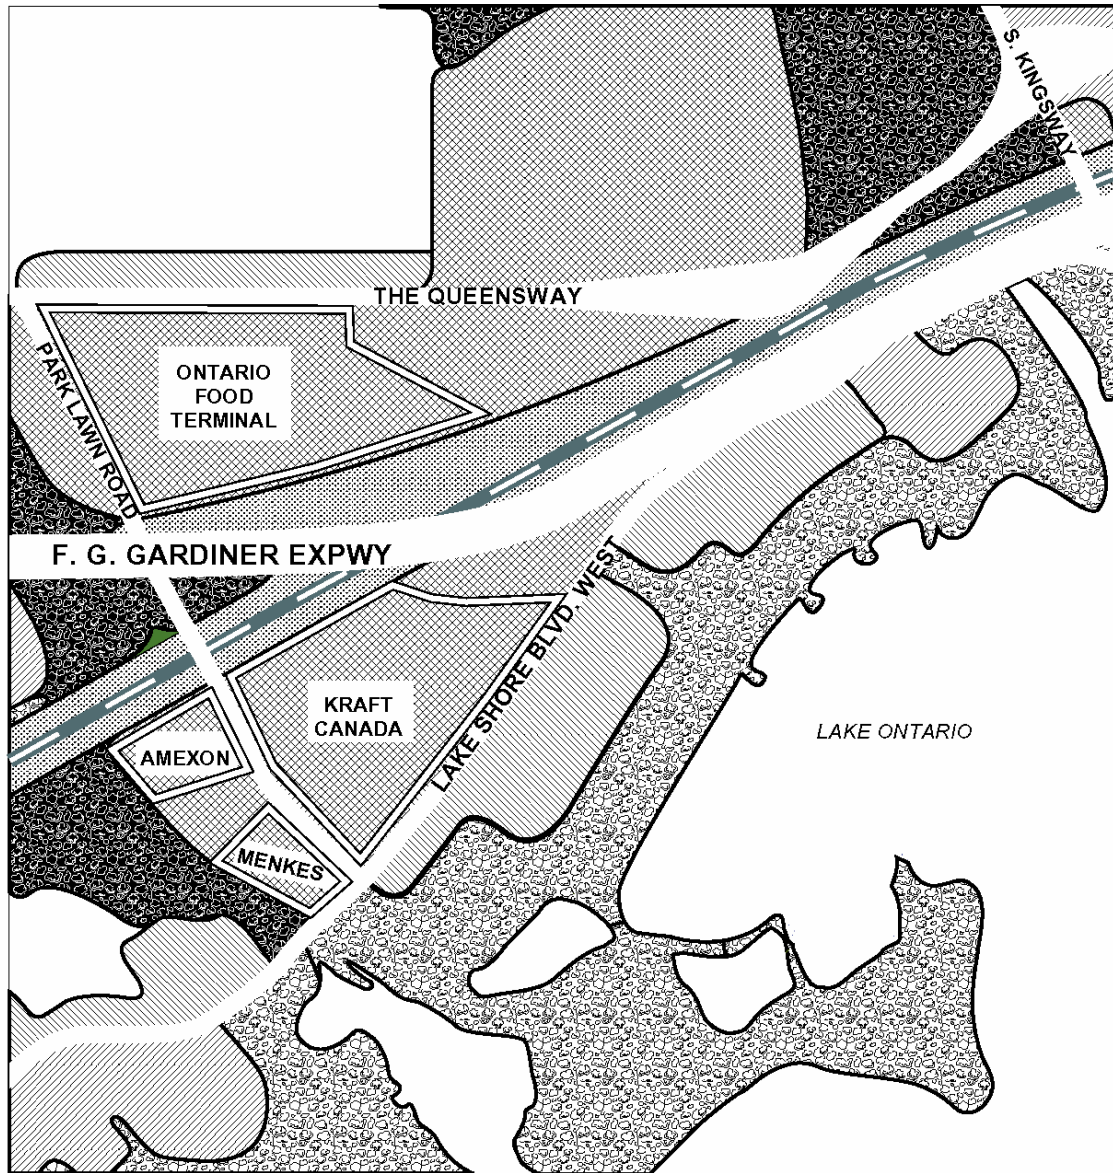 S. KINGSWAY
THE QUEENSWAY
PARK LAWN ROAD
ONTARIO
FOOD
TERMINAL
F. G. GARDINER EXPWY
LAKE SHORE BLVD. WEST
KRAFT
CANADA
LAKE ONTARIO
AMEXON
MENKES